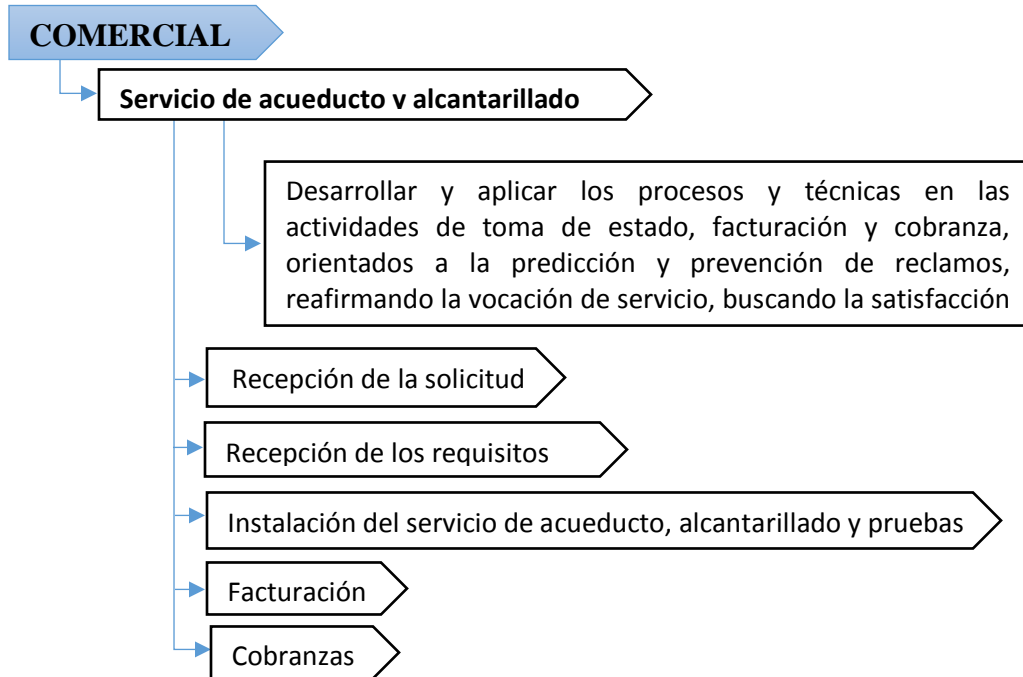 COMERCIAL
Servicio de acueducto y alcantarillado
Desarrollar y aplicar los procesos y técnicas en las
actividades de toma de estado, facturación y cobranza,
orientados a la predicción y prevención de reclamos,
reafirmando la vocación de servicio, buscando la satisfacción
Recepción de la solicitud
Recepción de los requisitos
Instalación del servicio de acueducto, alcantarillado y pruebas
Facturación
Cobranzas